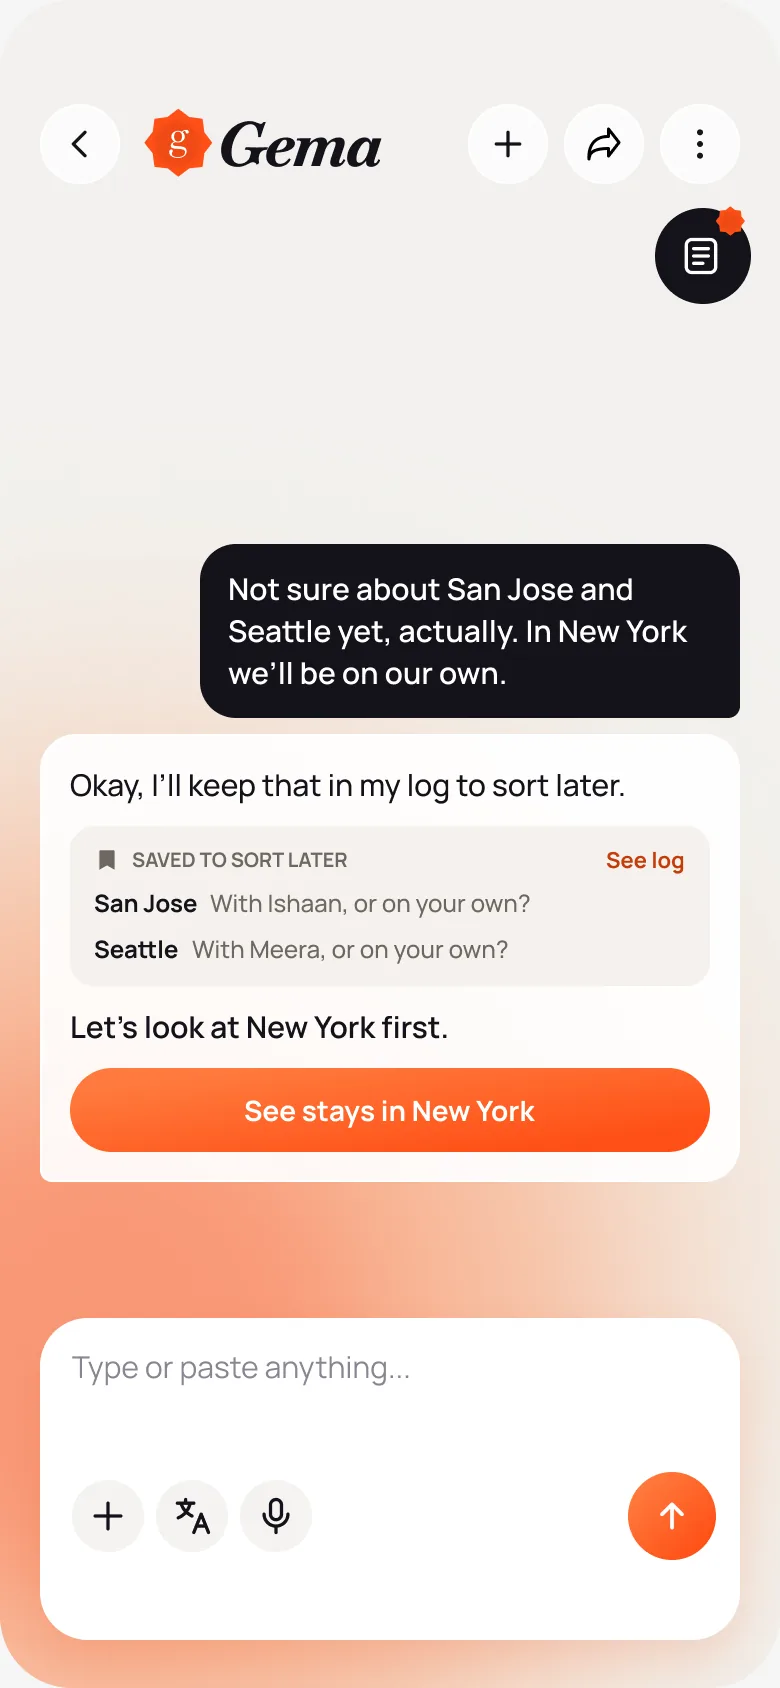 g Gema
Not sure about San Jose and
Seattle yet, actually. In New York
we’ll be on our own.
Okay, I’ll keep that in my log to sort later.
SAVED TO SORT LATER See log
San Jose With Ishaan, or on your own?
Seattle With Meera, or on your own?
Let’s look at New York first.
See stays in New York
Type or paste anything...
文A